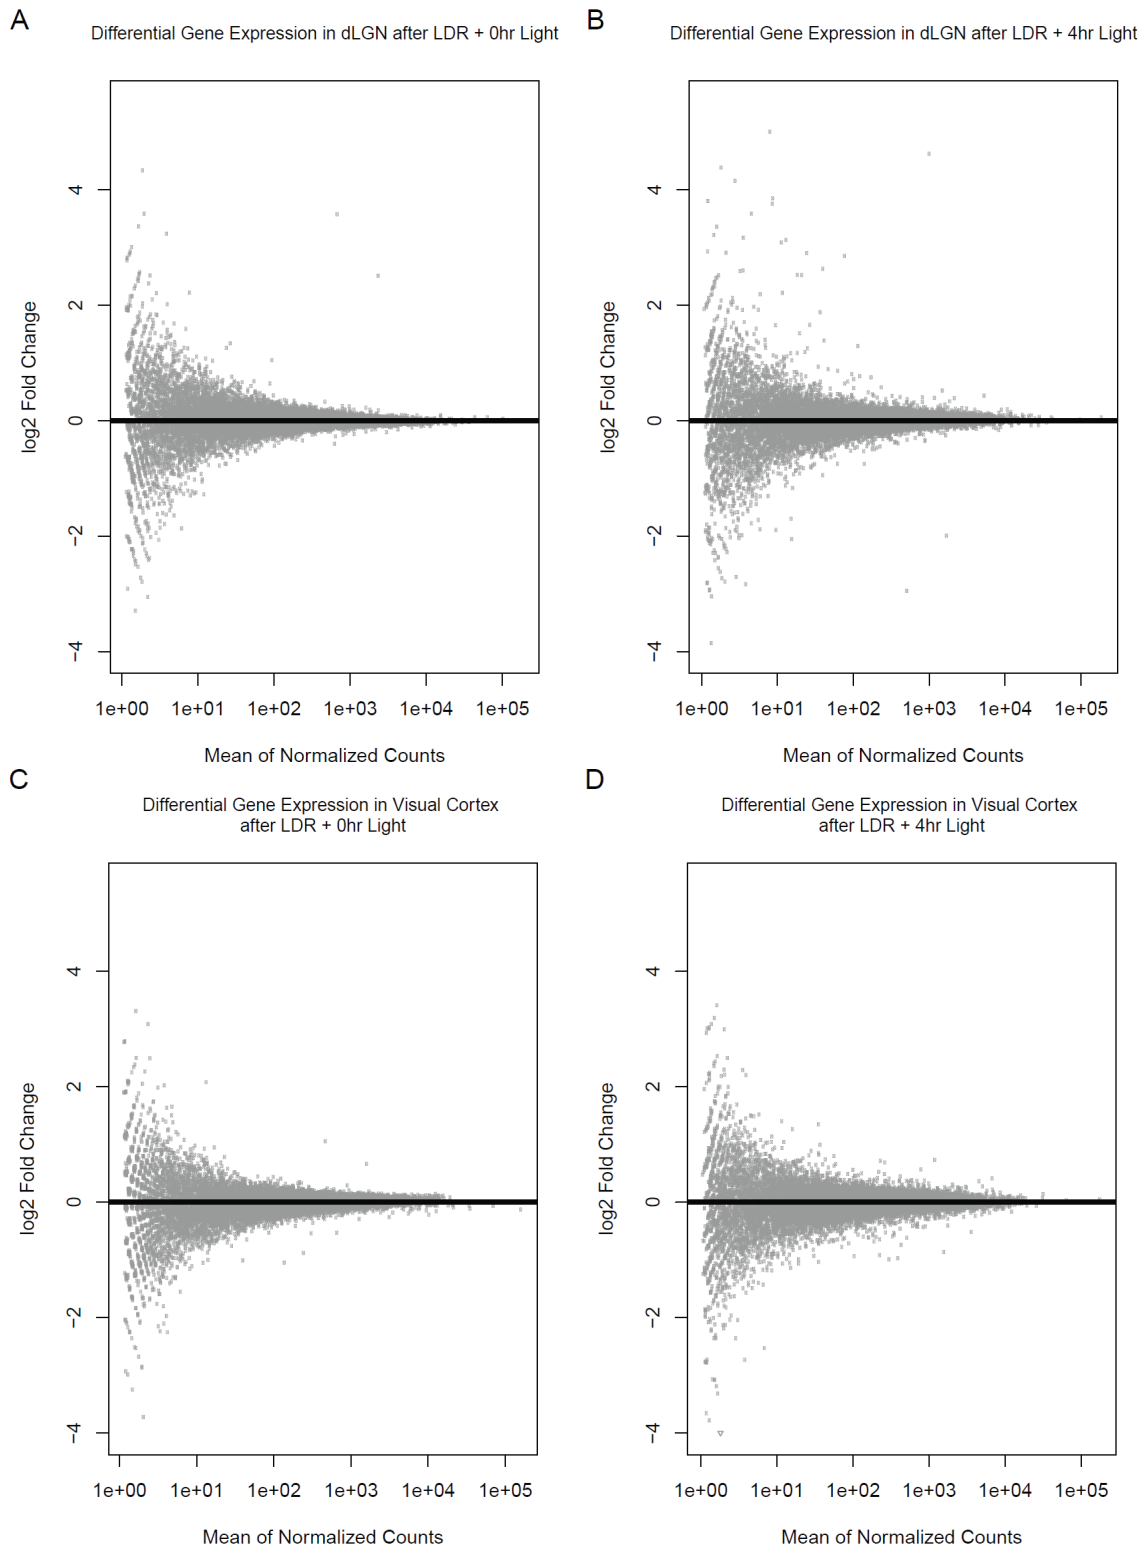 A
Differential Gene Expression in dLGN after LDR + 0hr Light
4
2
0
−2
−4
log2 Fold Change
1e+00 1e+01 1e+02 1e+03 1e+04 1e+05
Mean of Normalized Counts
B
Differential Gene Expression in dLGN after LDR + 4hr Light
4
2
0
−2
−4
log2 Fold Change
1e+00 1e+01 1e+02 1e+03 1e+04 1e+05
Mean of Normalized Counts
C
Differential Gene Expression in Visual Cortex
after LDR + 0hr Light
4
2
0
−2
−4
log2 Fold Change
1e+00 1e+01 1e+02 1e+03 1e+04 1e+05
Mean of Normalized Counts
D
Differential Gene Expression in Visual Cortex
after LDR + 4hr Light
4
2
0
−2
−4
log2 Fold Change
1e+00 1e+01 1e+02 1e+03 1e+04 1e+05
Mean of Normalized Counts